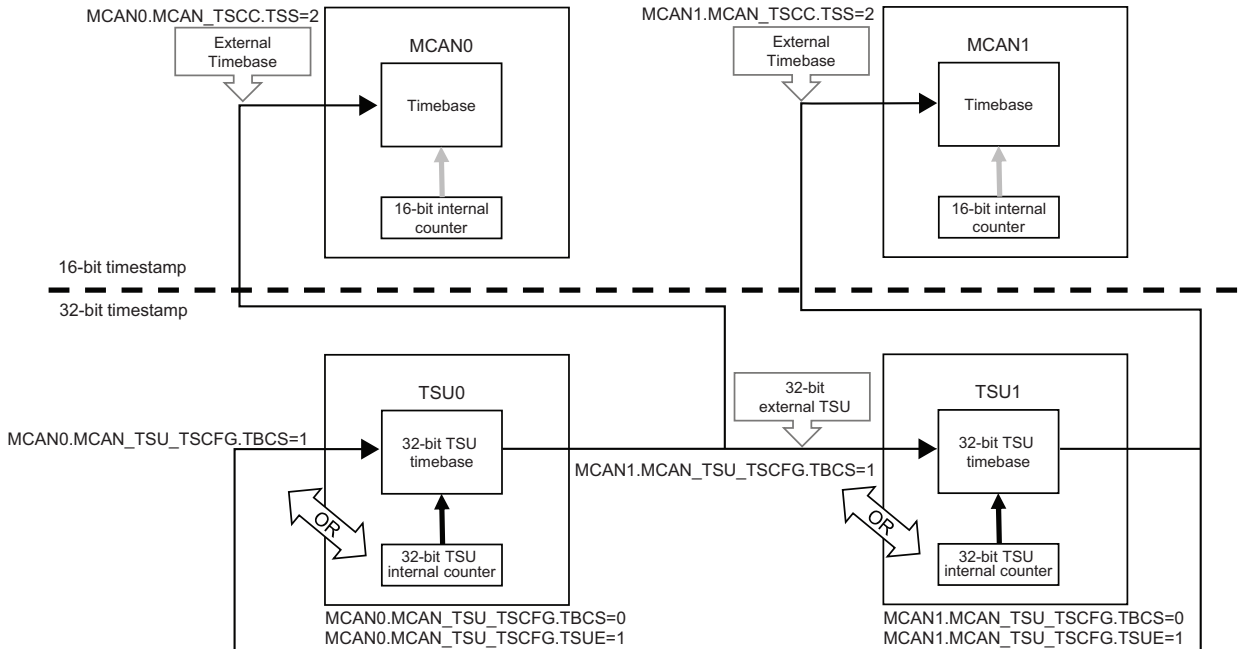 MCAN0.MCAN_TSCC.TSS=2
MCAN1.MCAN_TSCC.TSS=2
External
Timebase
MCAN0
Timebase
16-bit internal
counter
External
Timebase
MCAN1
Timebase
16-bit internal
counter
16-bit timestamp
32-bit timestamp
TSU0
32-bit
external TSU
TSU1
MCAN0.MCAN_TSU_TSCFG.TBCS=1
32-bit TSU
timebase
MCAN1.MCAN_TSU_TSCFG.TBCS=1
32-bit TSU
timebase
OR
32-bit TSU
internal counter
OR
32-bit TSU
internal counter
MCAN0.MCAN_TSU_TSCFG.TBCS=0
MCAN0.MCAN_TSU_TSCFG.TSUE=1
MCAN1.MCAN_TSU_TSCFG.TBCS=0
MCAN1.MCAN_TSU_TSCFG.TSUE=1